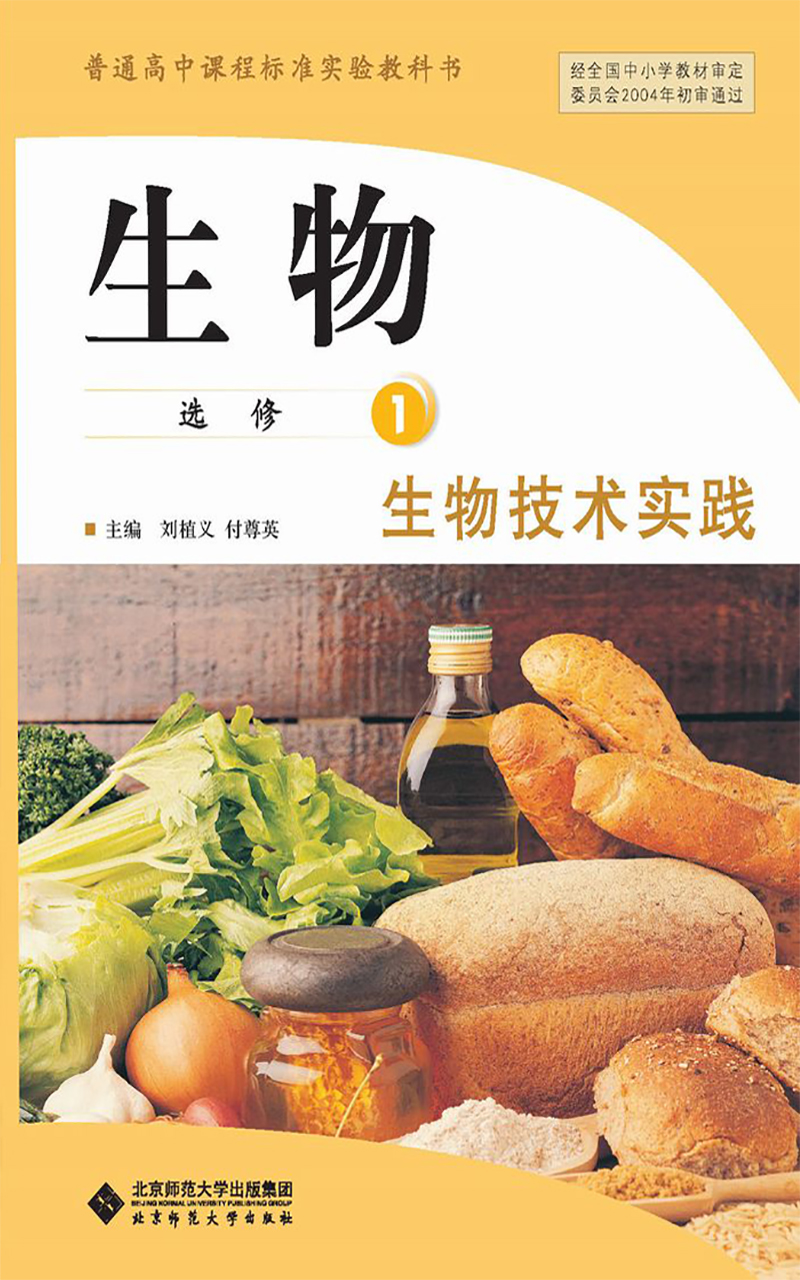 普通高中课程标准实验教科书
经全国中小学教材审定
委员会2004年初审通过
生物
选修 1
生物技术实践
主编 刘植义 付尊英
北京师范大学出版集团
BEIJING NORMAL UNIVERSITY PUBLISHING GROUP
北京师范大学出版社